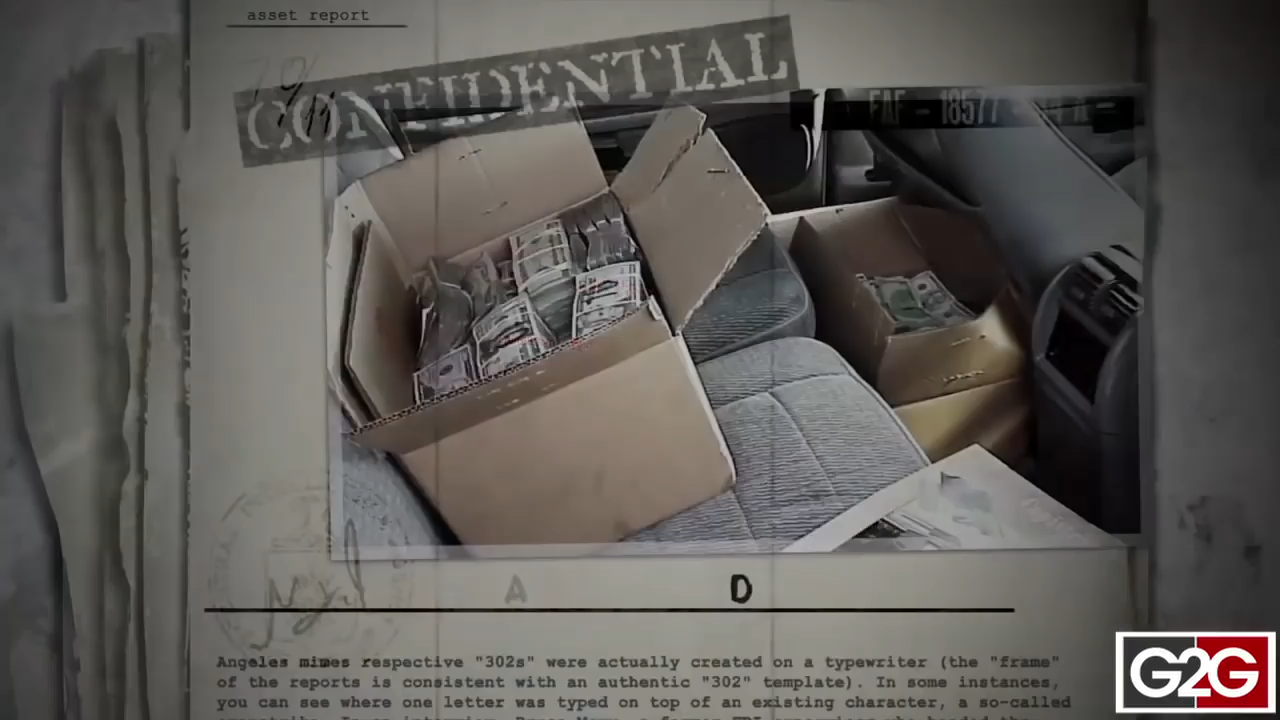 asset report
CONFIDENTIAL
FAF - 18577
A D
Angeles mimes respective "302s" were actually created on a typewriter (the "frame"
of the reports is consistent with an authentic "302" template). In some instances,
you can see where one letter was typed on top of an existing character, a so-called
G2G